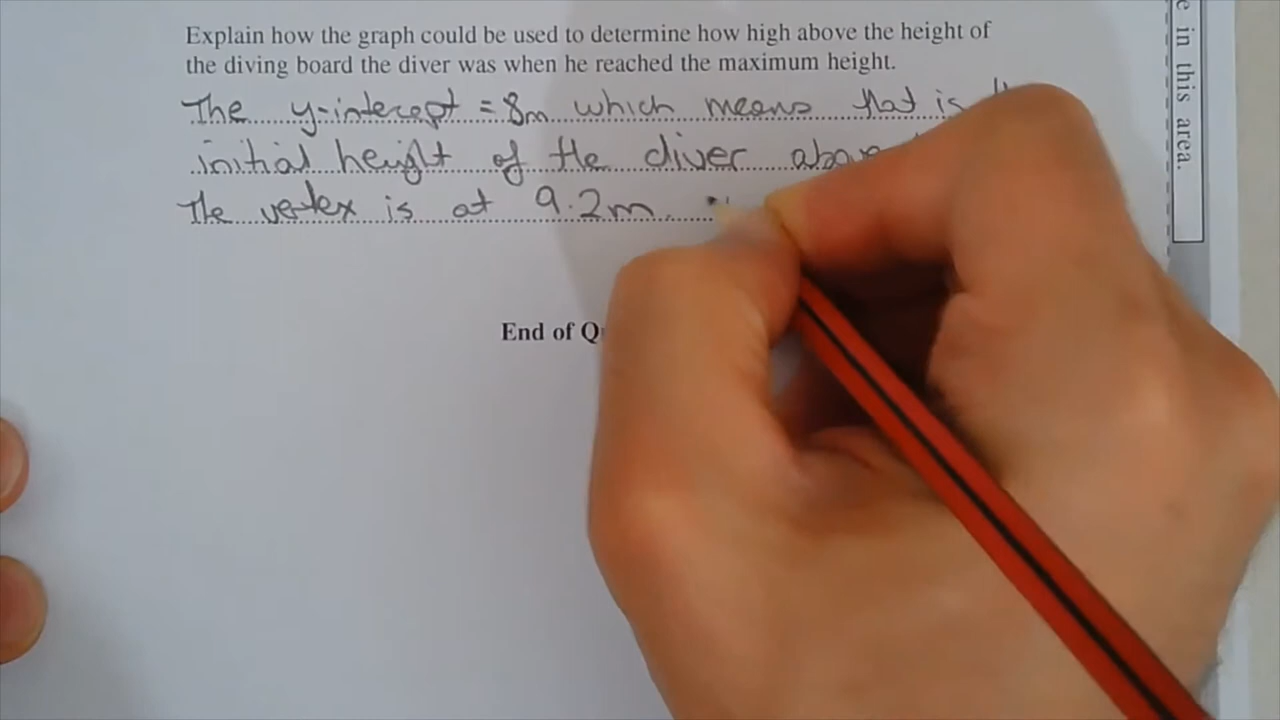 Explain how the graph could be used to determine how high above the height of
the diving board the diver was when he reached the maximum height.
The y-intercept = 8m which means that is
initial height of the diver above
The vertex is at 9.2m
End of
e in this area.